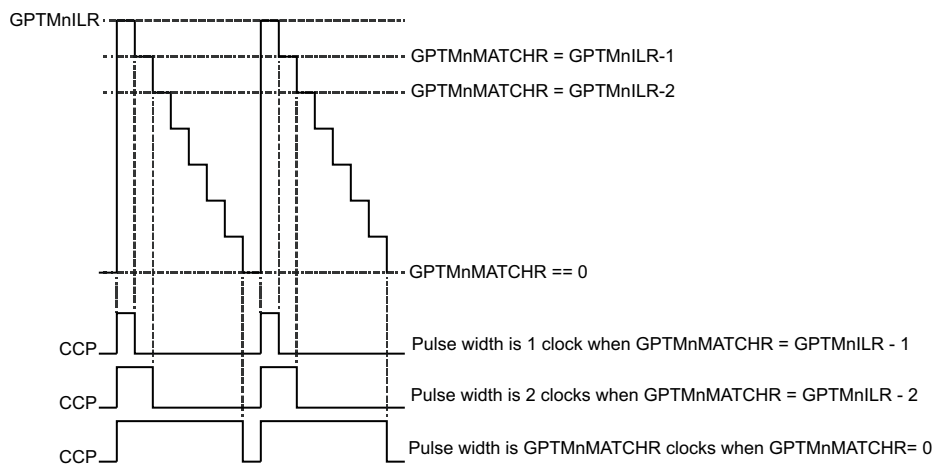 GPTMnILR
GPTMnMATCHR = GPTMnILR-1
GPTMnMATCHR = GPTMnILR-2
GPTMnMATCHR == 0
CCP
Pulse width is 1 clock when GPTMnMATCHR = GPTMnILR - 1
CCP
Pulse width is 2 clocks when GPTMnMATCHR = GPTMnILR - 2
CCP
Pulse width is GPTMnMATCHR clocks when GPTMnMATCHR= 0